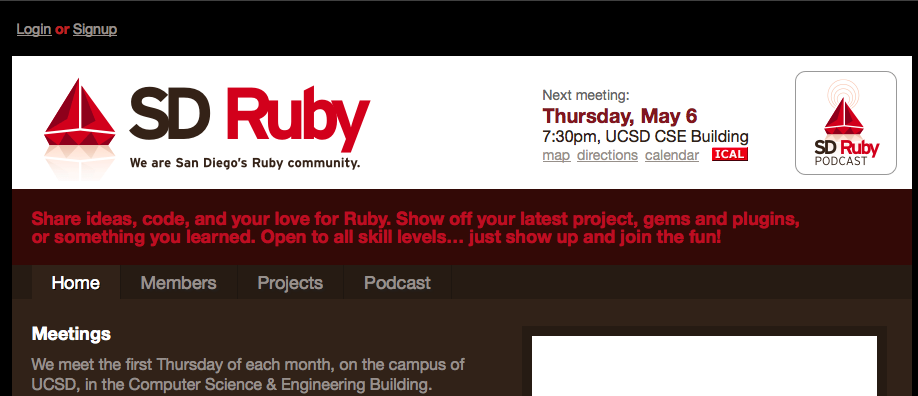 Login or Signup
SD Ruby
We are San Diego's Ruby community.
Next meeting:
Thursday, May 6
7:30pm, UCSD CSE Building
map directions calendar ICAL
SD Ruby
PODCAST
Share ideas, code, and your love for Ruby. Show off your latest project, gems and plugins,
or something you learned. Open to all skill levels... just show up and join the fun!
Home Members Projects Podcast
Meetings
We meet the first Thursday of each month, on the campus of
UCSD, in the Computer Science & Engineering Building.